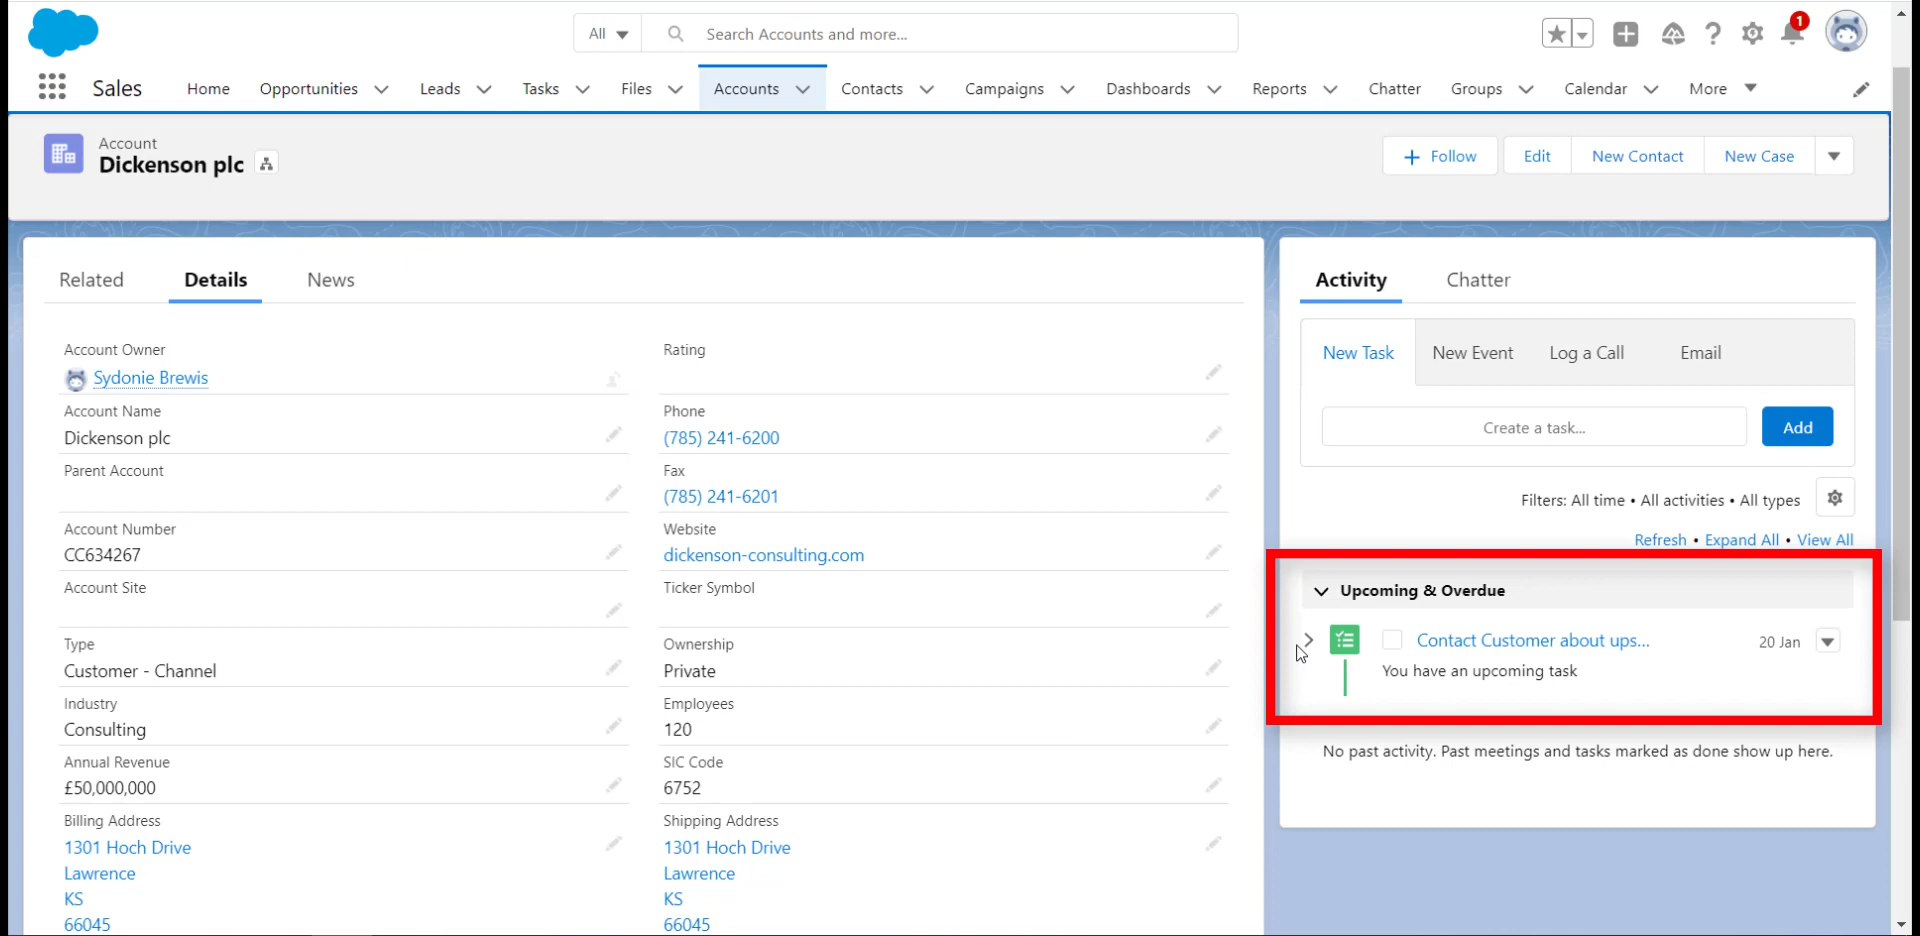 All
Search Accounts and more...
1
Sales
Home
Opportunities
Leads
Tasks
Files
Accounts
Contacts
Campaigns
Dashboards
Reports
Chatter
Groups
Calendar
More
Account
Dickenson plc
+ Follow
Edit
New Contact
New Case
Related
Details
News
Account Owner
Sydonie Brewis
Rating
Account Name
Dickenson plc
Phone
(785) 241-6200
Parent Account
Fax
(785) 241-6201
Account Number
CC634267
Website
dickenson-consulting.com
Account Site
Ticker Symbol
Type
Customer - Channel
Ownership
Private
Industry
Consulting
Employees
120
Annual Revenue
£50,000,000
SIC Code
6752
Billing Address
1301 Hoch Drive
Lawrence
KS
66045
Shipping Address
1301 Hoch Drive
Lawrence
KS
66045
Activity
Chatter
New Task
New Event
Log a Call
Email
Create a task...
Add
Filters: All time • All activities • All types
Refresh • Expand All • View All
Upcoming & Overdue
Contact Customer about ups...
20 Jan
You have an upcoming task
No past activity. Past meetings and tasks marked as done show up here.